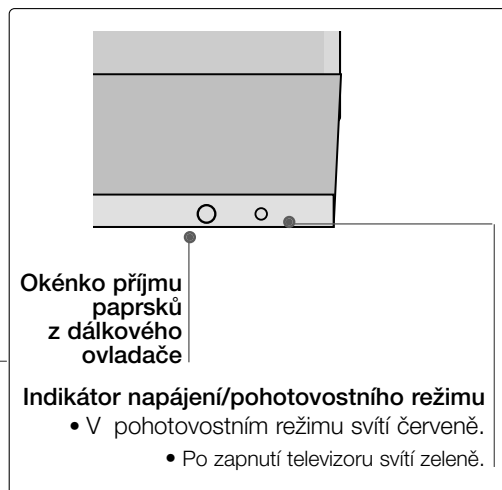 Okénko příjmu
paprsků
z dálkového
ovladače
Indikátor napájení/pohotovostního režimu
• V pohotovostním režimu svítí červeně.
• Po zapnutí televizoru svítí zeleně.